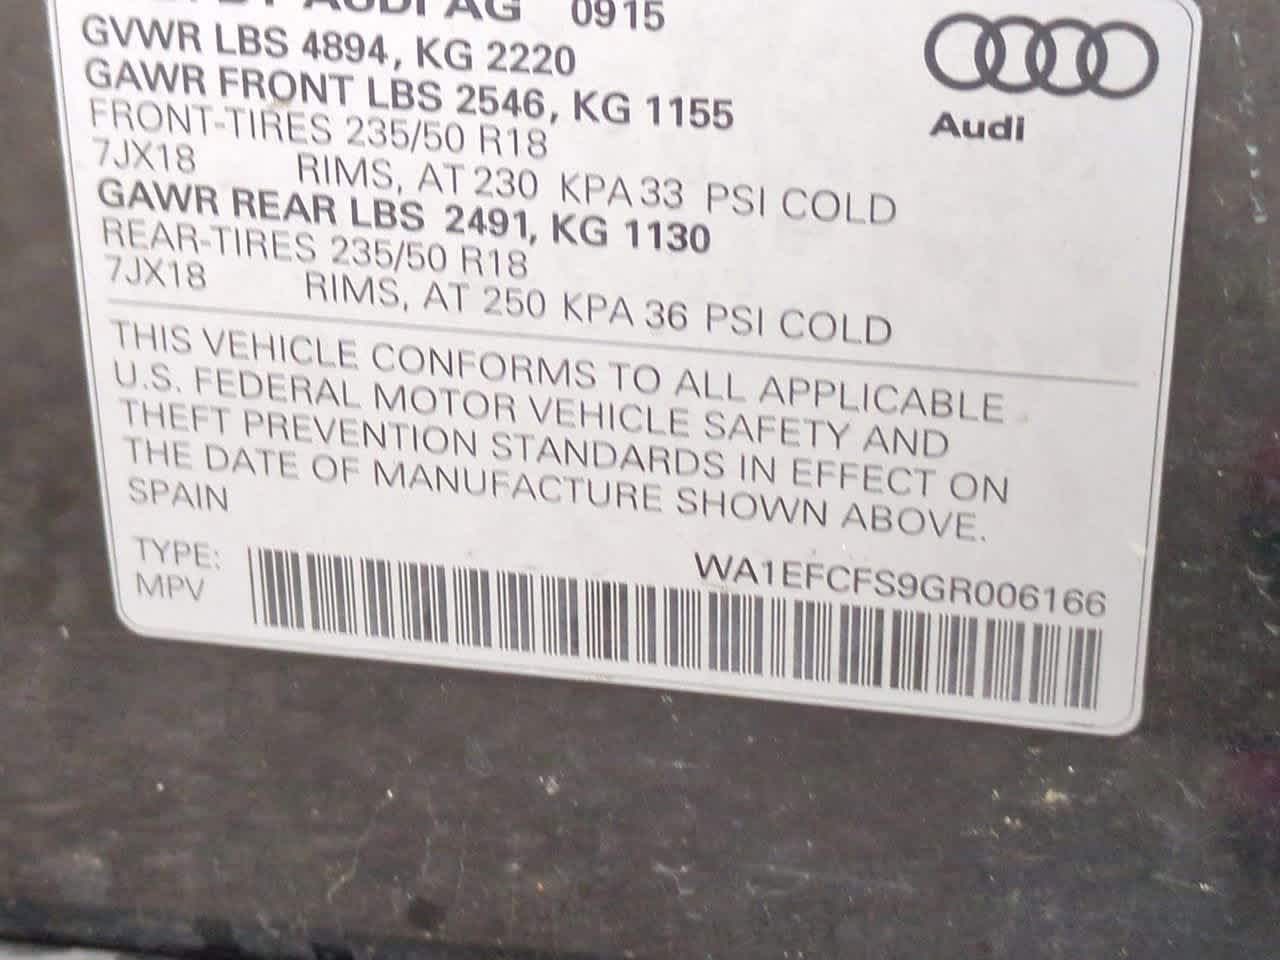 AUDI AG 0915
GVWR LBS 4894, KG 2220
GAWR FRONT LBS 2546, KG 1155
FRONT-TIRES 235/50 R18
7JX18 RIMS, AT 230 KPA 33 PSI COLD
GAWR REAR LBS 2491, KG 1130
REAR-TIRES 235/50 R18
7JX18 RIMS, AT 250 KPA 36 PSI COLD
Audi
THIS VEHICLE CONFORMS TO ALL APPLICABLE
U.S. FEDERAL MOTOR VEHICLE SAFETY AND
THEFT PREVENTION STANDARDS IN EFFECT ON
THE DATE OF MANUFACTURE SHOWN ABOVE.
SPAIN
TYPE:
MPV
WA1EFCFS9GR006166